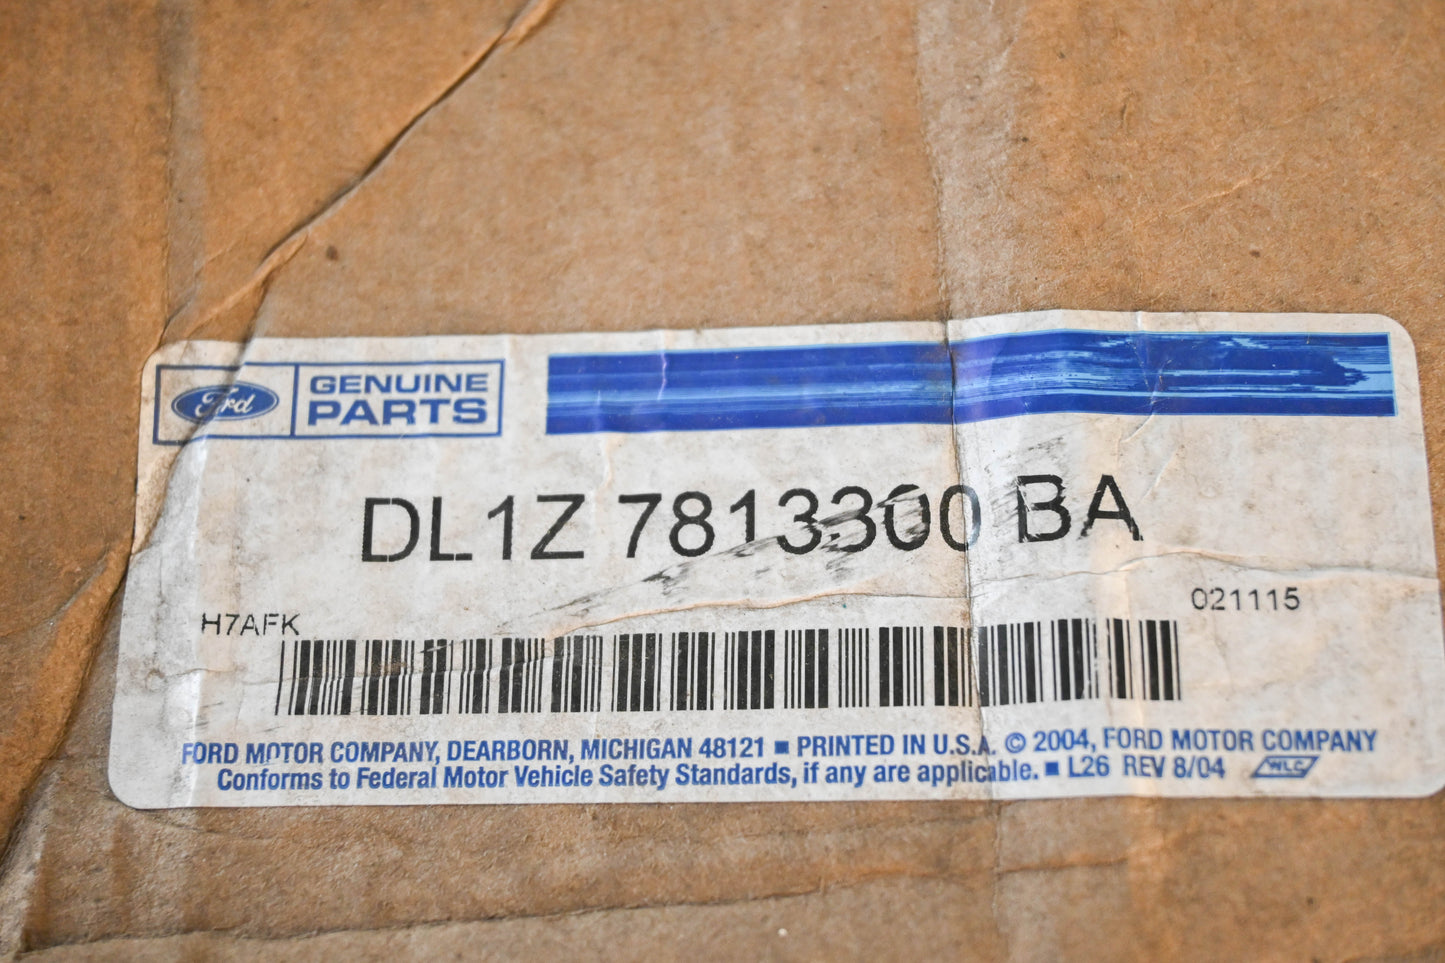 Ford
GENUINE
PARTS
DL1Z 7813300 BA
H7AFK
021115
FORD MOTOR COMPANY, DEARBORN, MICHIGAN 48121 ■ PRINTED IN U.S.A. © 2004, FORD MOTOR COMPANY
Conforms to Federal Motor Vehicle Safety Standards, if any are applicable. ■ L26 REV 8/04 WLC